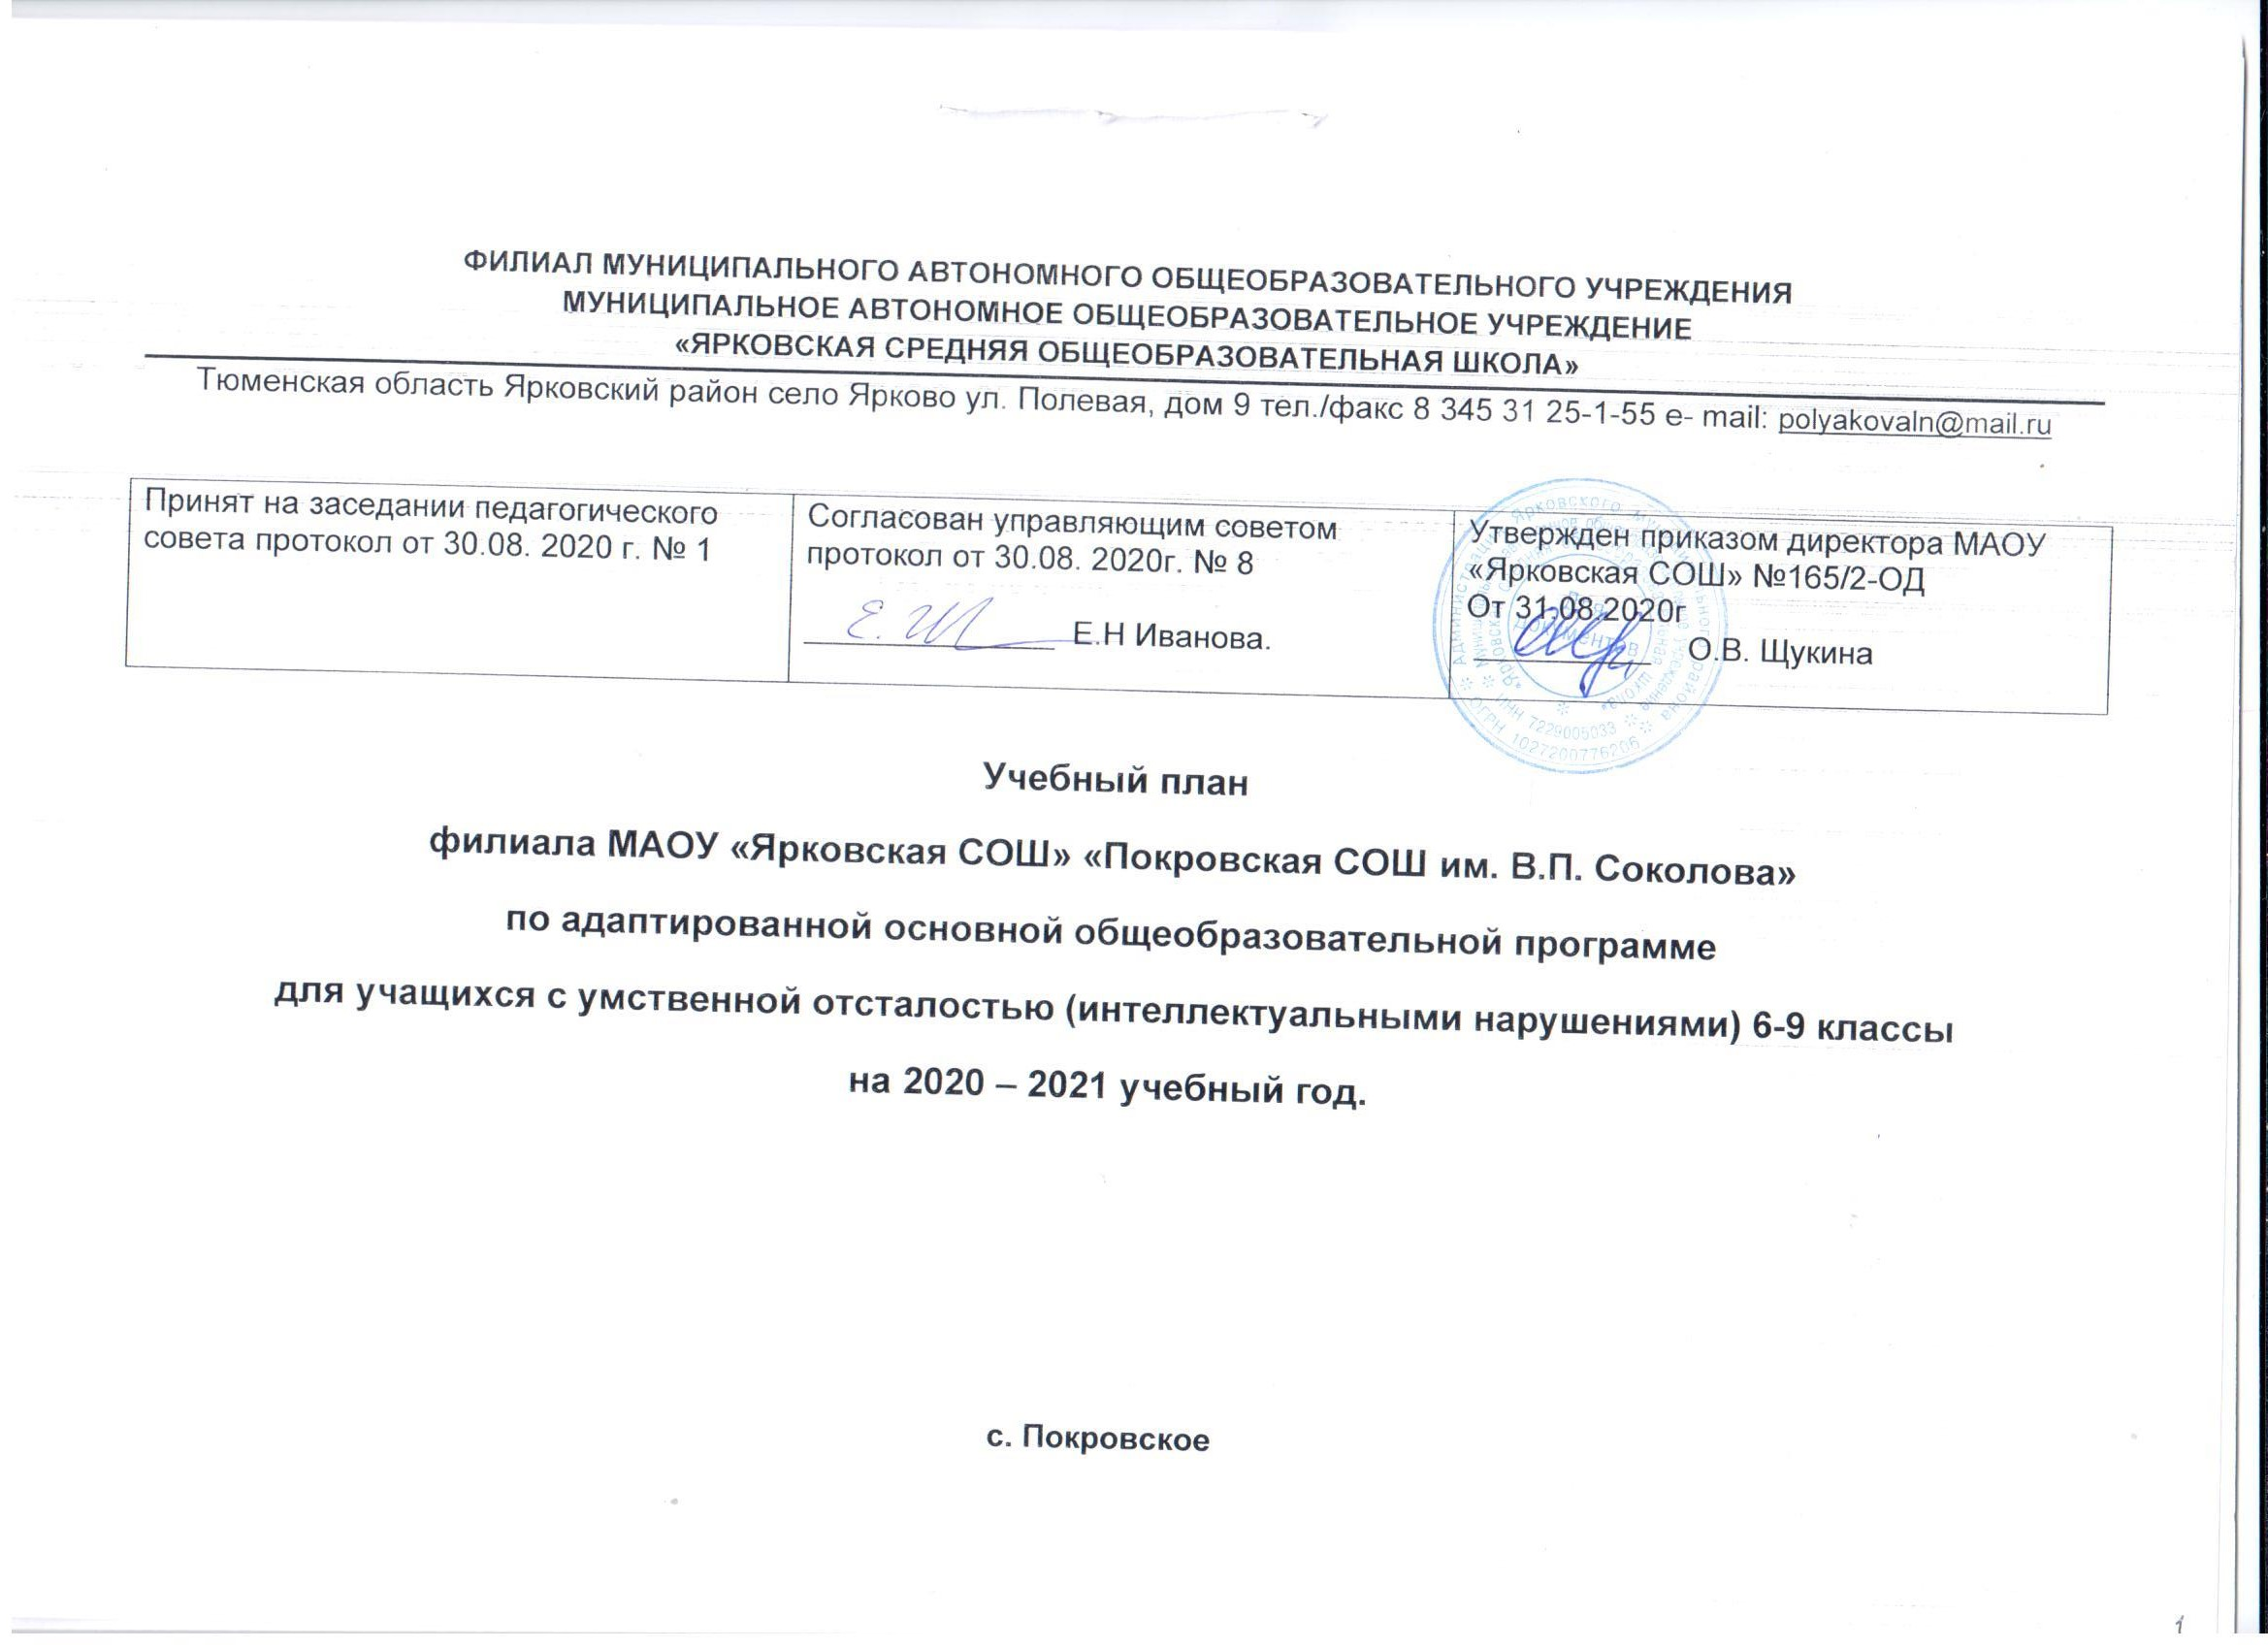 ФИЛИАЛ МУНИЦИПАЛЬНОГО АВТОНОМНОГО ОБЩЕОБРАЗОВАТЕЛЬНОГО УЧРЕЖДЕНИЯ
МУНИЦИПАЛЬНОЕ АВТОНОМНОЕ ОБЩЕОБРАЗОВАТЕЛЬНОЕ УЧРЕЖДЕНИЕ
«ЯРКОВСКАЯ СРЕДНЯЯ ОБЩЕОБРАЗОВАТЕЛЬНАЯ ШКОЛА»
Тюменская область Ярковский район село Ярково ул. Полевая, дом 9 тел./факс 8 345 31 25-1-55 e- mail: polyakovaln@mail.ru
Принят на заседании педагогического
совета протокол от 30.08. 2020 г. № 1
Согласован управляющим советом
протокол от 30.08. 2020г. № 8
Е.Н Иванова.
Утвержден приказом директора МАОУ
«Ярковская СОШ» №165/2-ОД
От 31.08.2020г
О.В. Щукина
ИНН 7229005033
ОГРН 1027200776206
Учебный план
филиала МАОУ «Ярковская СОШ» «Покровская СОШ им. В.П. Соколова»
по адаптированной основной общеобразовательной программе
для учащихся с умственной отсталостью (интеллектуальными нарушениями) 6-9 классы
на 2020 – 2021 учебный год.
с. Покровское
1